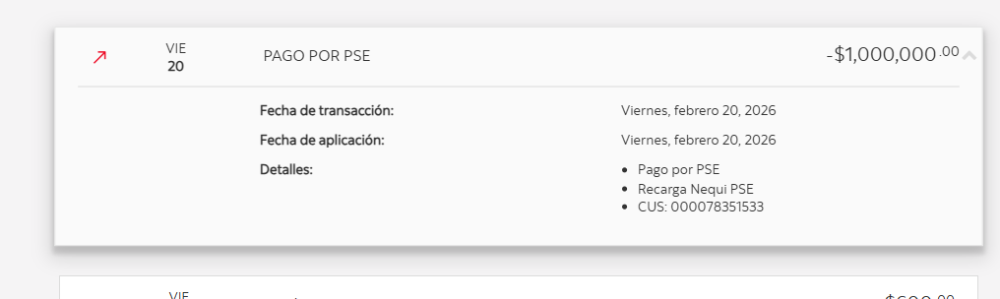 VIE
20
PAGO POR PSE
-$1,000,000.00
Fecha de transacción:
Viernes, febrero 20, 2026
Fecha de aplicación:
Viernes, febrero 20, 2026
Detalles:
• Pago por PSE
• Recarga Nequi PSE
• CUS: 000078351533
VIE